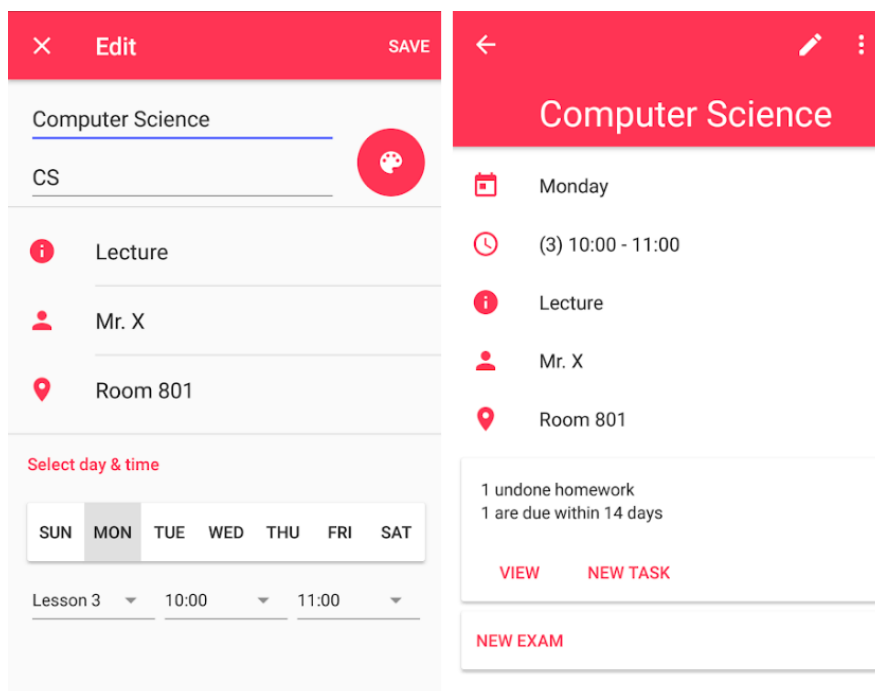 Edit SAVE
Computer Science
CS
Lecture
Mr. X
Room 801
Select day & time
SUN MON TUE WED THU FRI SAT
Lesson 3 10:00 11:00
Computer Science
Monday
(3) 10:00 - 11:00
Lecture
Mr. X
Room 801
1 undone homework
1 are due within 14 days
VIEW NEW TASK
NEW EXAM